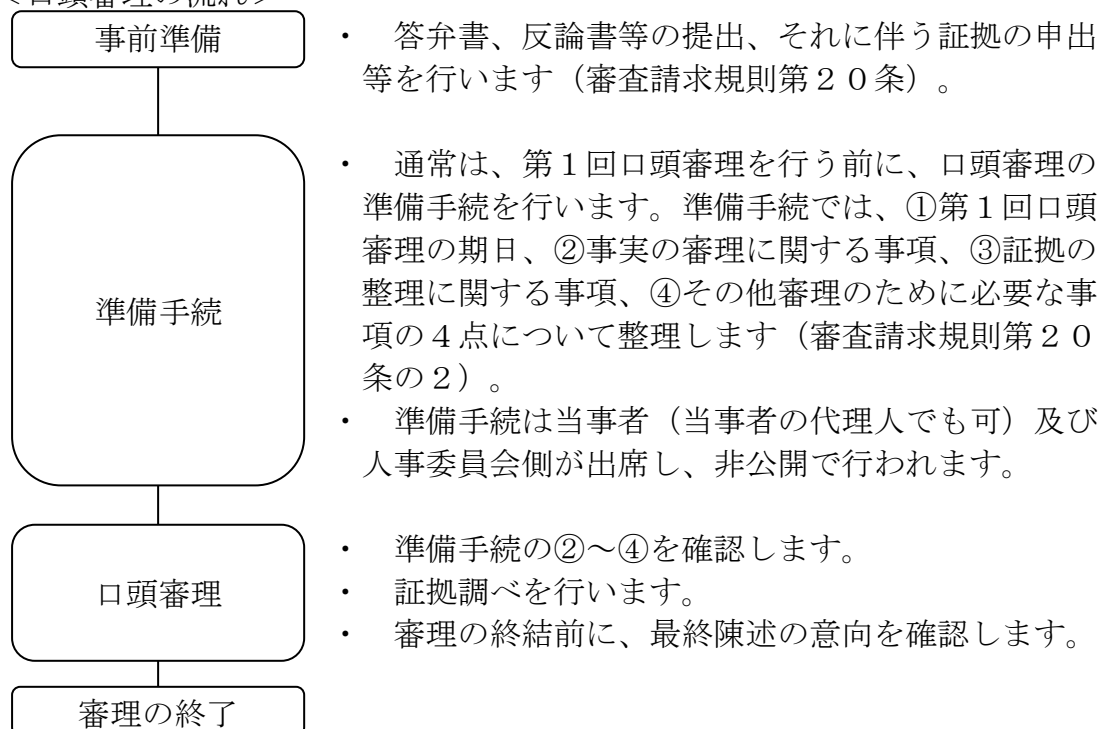 <口頭審理の流れ>
事前準備
・ 答弁書、反論書等の提出、それに伴う証拠の申出
等を行います（審査請求規則第２０条）。
準備手続
・ 通常は、第１回口頭審理を行う前に、口頭審理の
準備手続を行います。準備手続では、①第１回口頭
審理の期日、②事実の審理に関する事項、③証拠の
整理に関する事項、④その他審理のために必要な事
項の４点について整理します（審査請求規則第２０
条の２）。
・ 準備手続は当事者（当事者の代理人でも可）及び
人事委員会側が出席し、非公開で行われます。
口頭審理
・ 準備手続の②～④を確認します。
・ 証拠調べを行います。
・ 審理の終結前に、最終陳述の意向を確認します。
審理の終了